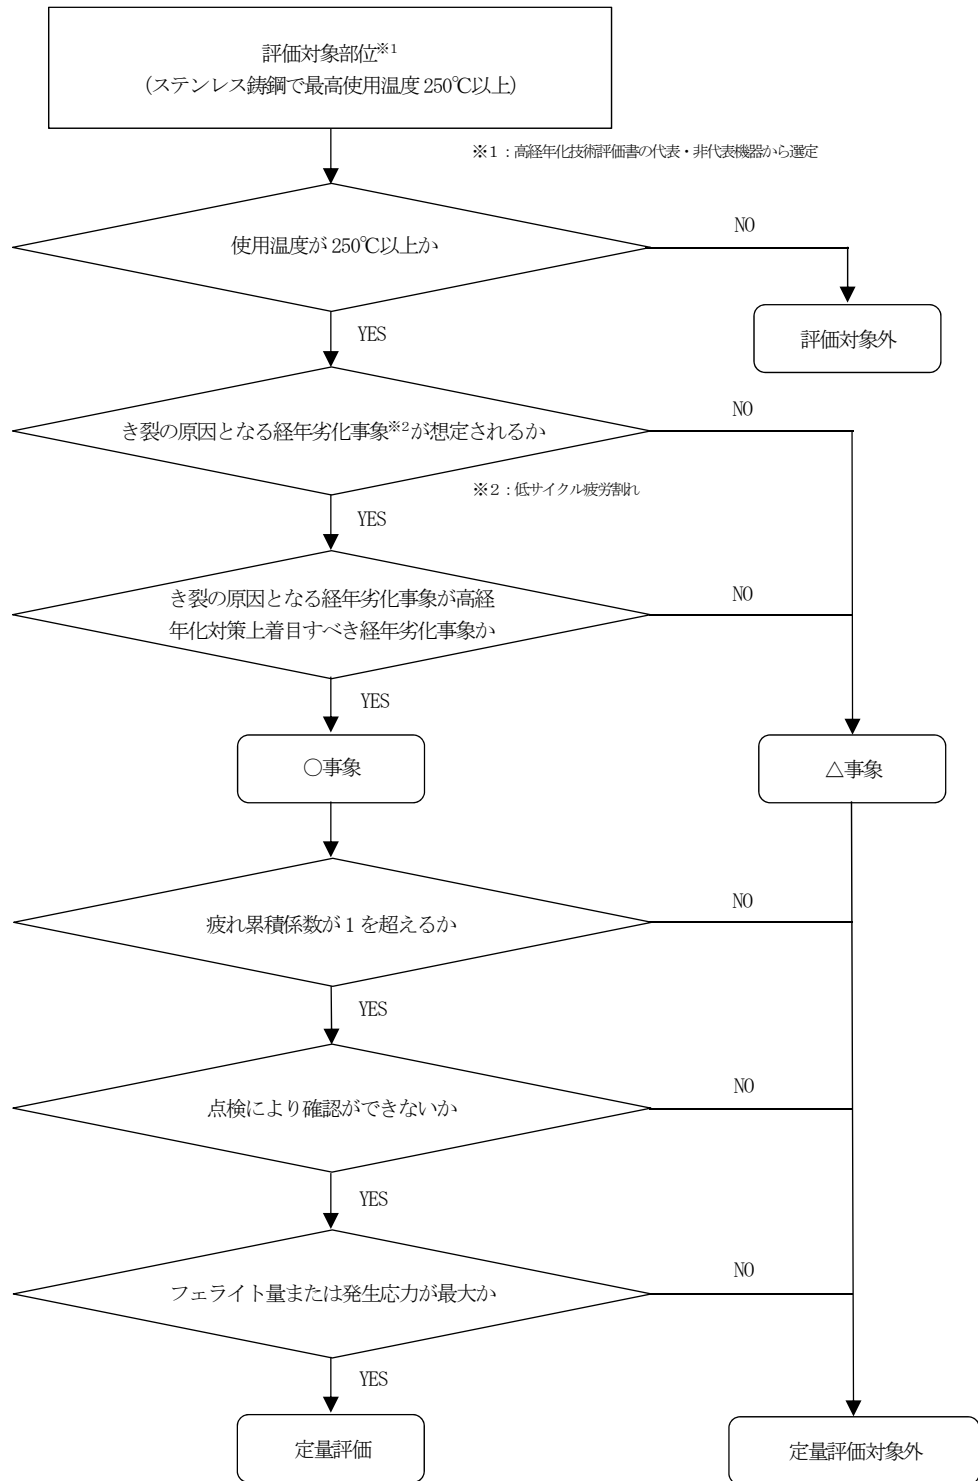 評価対象部位※1
(ステンレス鋳鋼で最高使用温度 250℃以上)
※1：高経年化技術評価書の代表・非代表機器から選定
使用温度が 250℃以上か
NO
YES
評価対象外
き裂の原因となる経年劣化事象※2が想定されるか
NO
※2：低サイクル疲労割れ
YES
き裂の原因となる経年劣化事象が高経
年化対策上着目すべき経年劣化事象か
NO
YES
○事象
△事象
疲れ累積係数が 1 を超えるか
NO
YES
点検により確認ができないか
NO
YES
フェライト量または発生応力が最大か
NO
YES
定量評価
定量評価対象外